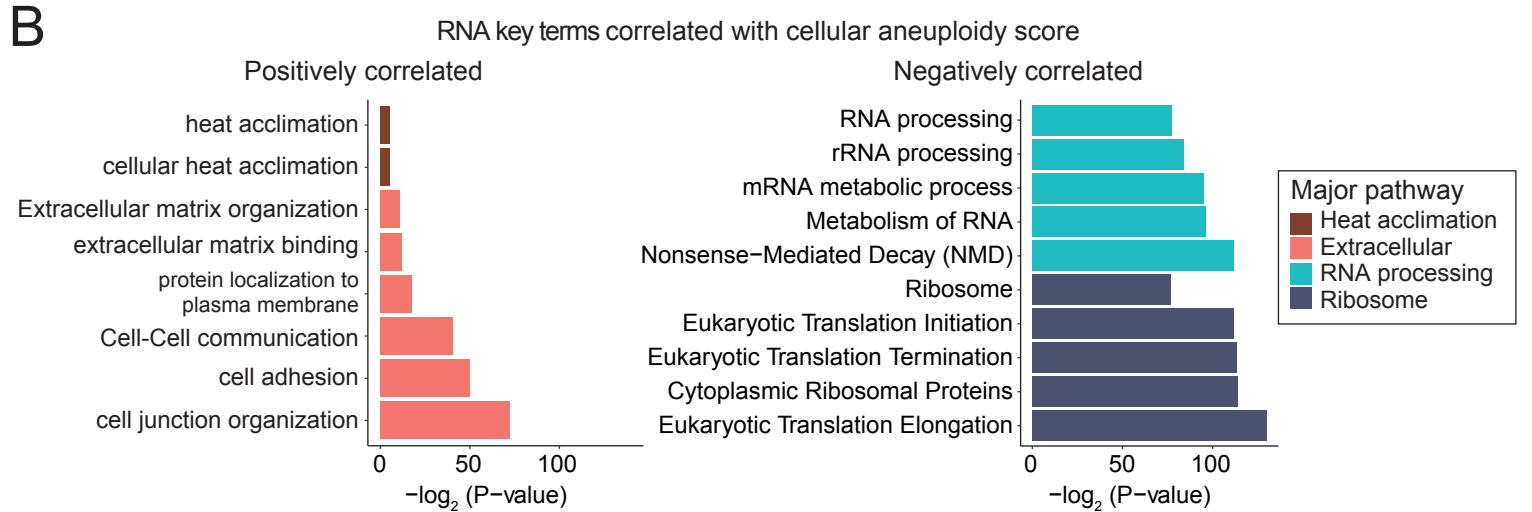 B
RNA key terms correlated with cellular aneuploidy score
Positively correlated
heat acclimation
cellular heat acclimation
Extracellular matrix organization
extracellular matrix binding
protein localization to
plasma membrane
Cell-Cell communication
cell adhesion
cell junction organization
0 50 100
−log₂ (P−value)
Negatively correlated
RNA processing
rRNA processing
mRNA metabolic process
Metabolism of RNA
Nonsense−Mediated Decay (NMD)
Ribosome
Eukaryotic Translation Initiation
Eukaryotic Translation Termination
Cytoplasmic Ribosomal Proteins
Eukaryotic Translation Elongation
0 50 100
−log₂ (P−value)
Major pathway
Heat acclimation
Extracellular
RNA processing
Ribosome